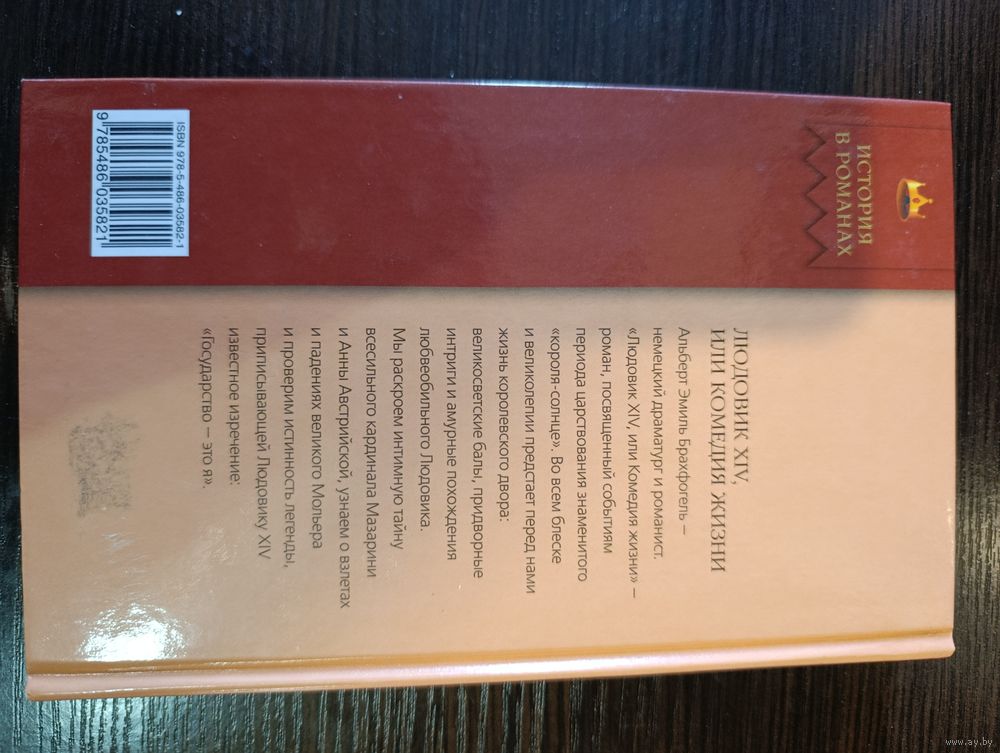 ИСТОРИЯ
В РОМАНАХ
ЛЮДОВИК XIV,
ИЛИ КОМЕДИЯ ЖИЗНИ
Альберт Эмиль Брахфогель –
немецкий драматург и романист.
«Людовик XIV, или Комедия жизни» –
роман, посвященный событиям
периода царствования знаменитого
«короля-солнце». Во всем блеске
и великолепии предстает перед нами
жизнь королевского двора:
великосветские балы, придворные
интриги и амурные похождения
любвеобильного Людовика.
Мы раскроем интимную тайну
всесильного кардинала Мазарини
и Анны Австрийской, узнаем о взлетах
и падениях великого Мольера
и проверим истинность легенды,
приписывающей Людовику XIV
известное изречение:
«Государство – это я».
ISBN 978-5-486-03582-1
9 785486 035821
www.ay.by